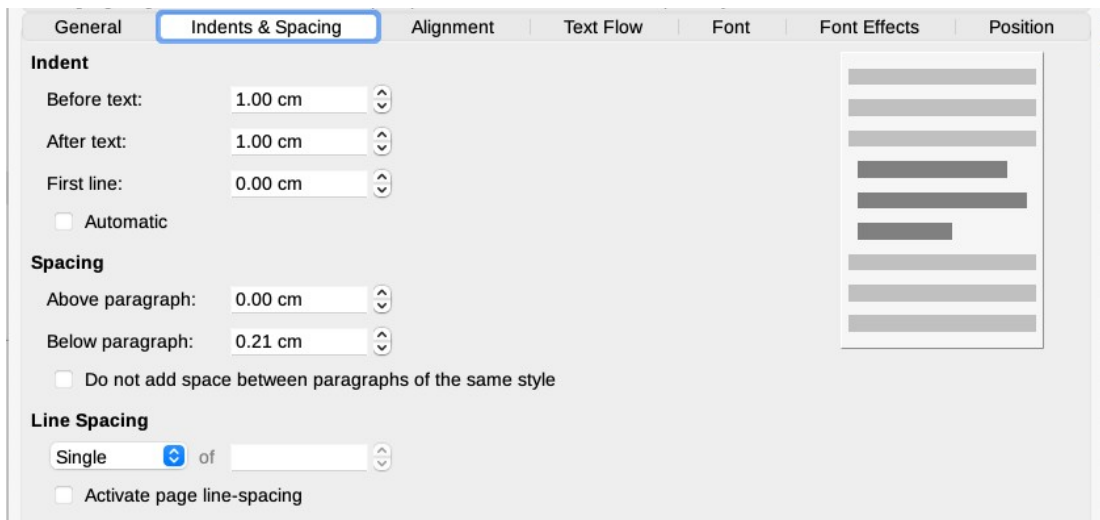 General Indents & Spacing Alignment Text Flow Font Font Effects Position
Indent
Before text: 1.00 cm
After text: 1.00 cm
First line: 0.00 cm
Automatic
Spacing
Above paragraph: 0.00 cm
Below paragraph: 0.21 cm
Do not add space between paragraphs of the same style
Line Spacing
Single of
Activate page line-spacing